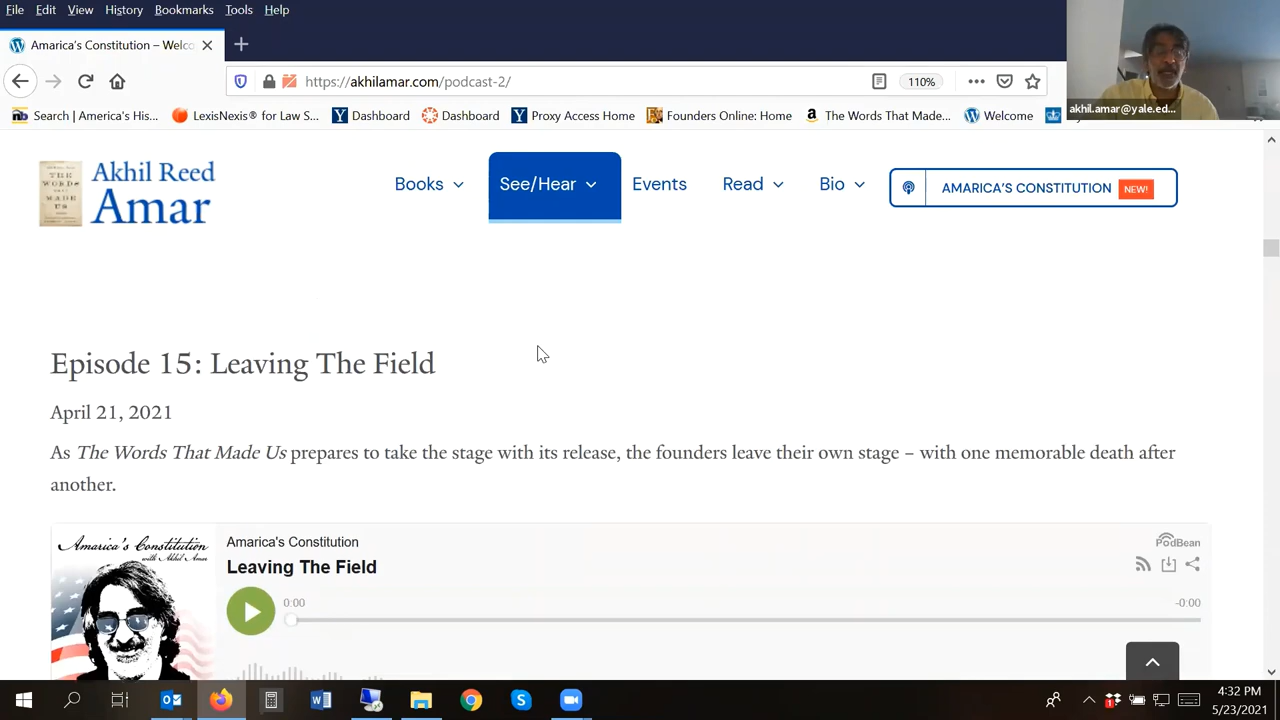 File Edit View History Bookmarks Tools Help
Amarica's Constitution – Welco
https://akhilamar.com/podcast-2/
110%
akhil.amar@yale.ed...
Search | America's His...
LexisNexis® for Law S...
Dashboard
Dashboard
Proxy Access Home
Founders Online: Home
The Words That Made...
Welcome
THE WORDS THAT MADE US
Akhil Reed
Amar
Books
See/Hear
Events
Read
Bio
AMARICA'S CONSTITUTION NEW!
Episode 15: Leaving The Field
April 21, 2021
As The Words That Made Us prepares to take the stage with its release, the founders leave their own stage – with one memorable death after
another.
Amarica's Constitution
with Akhil Amar
Amarica's Constitution
PodBean
Leaving The Field
0:00
-0:00
4:32 PM
5/23/2021